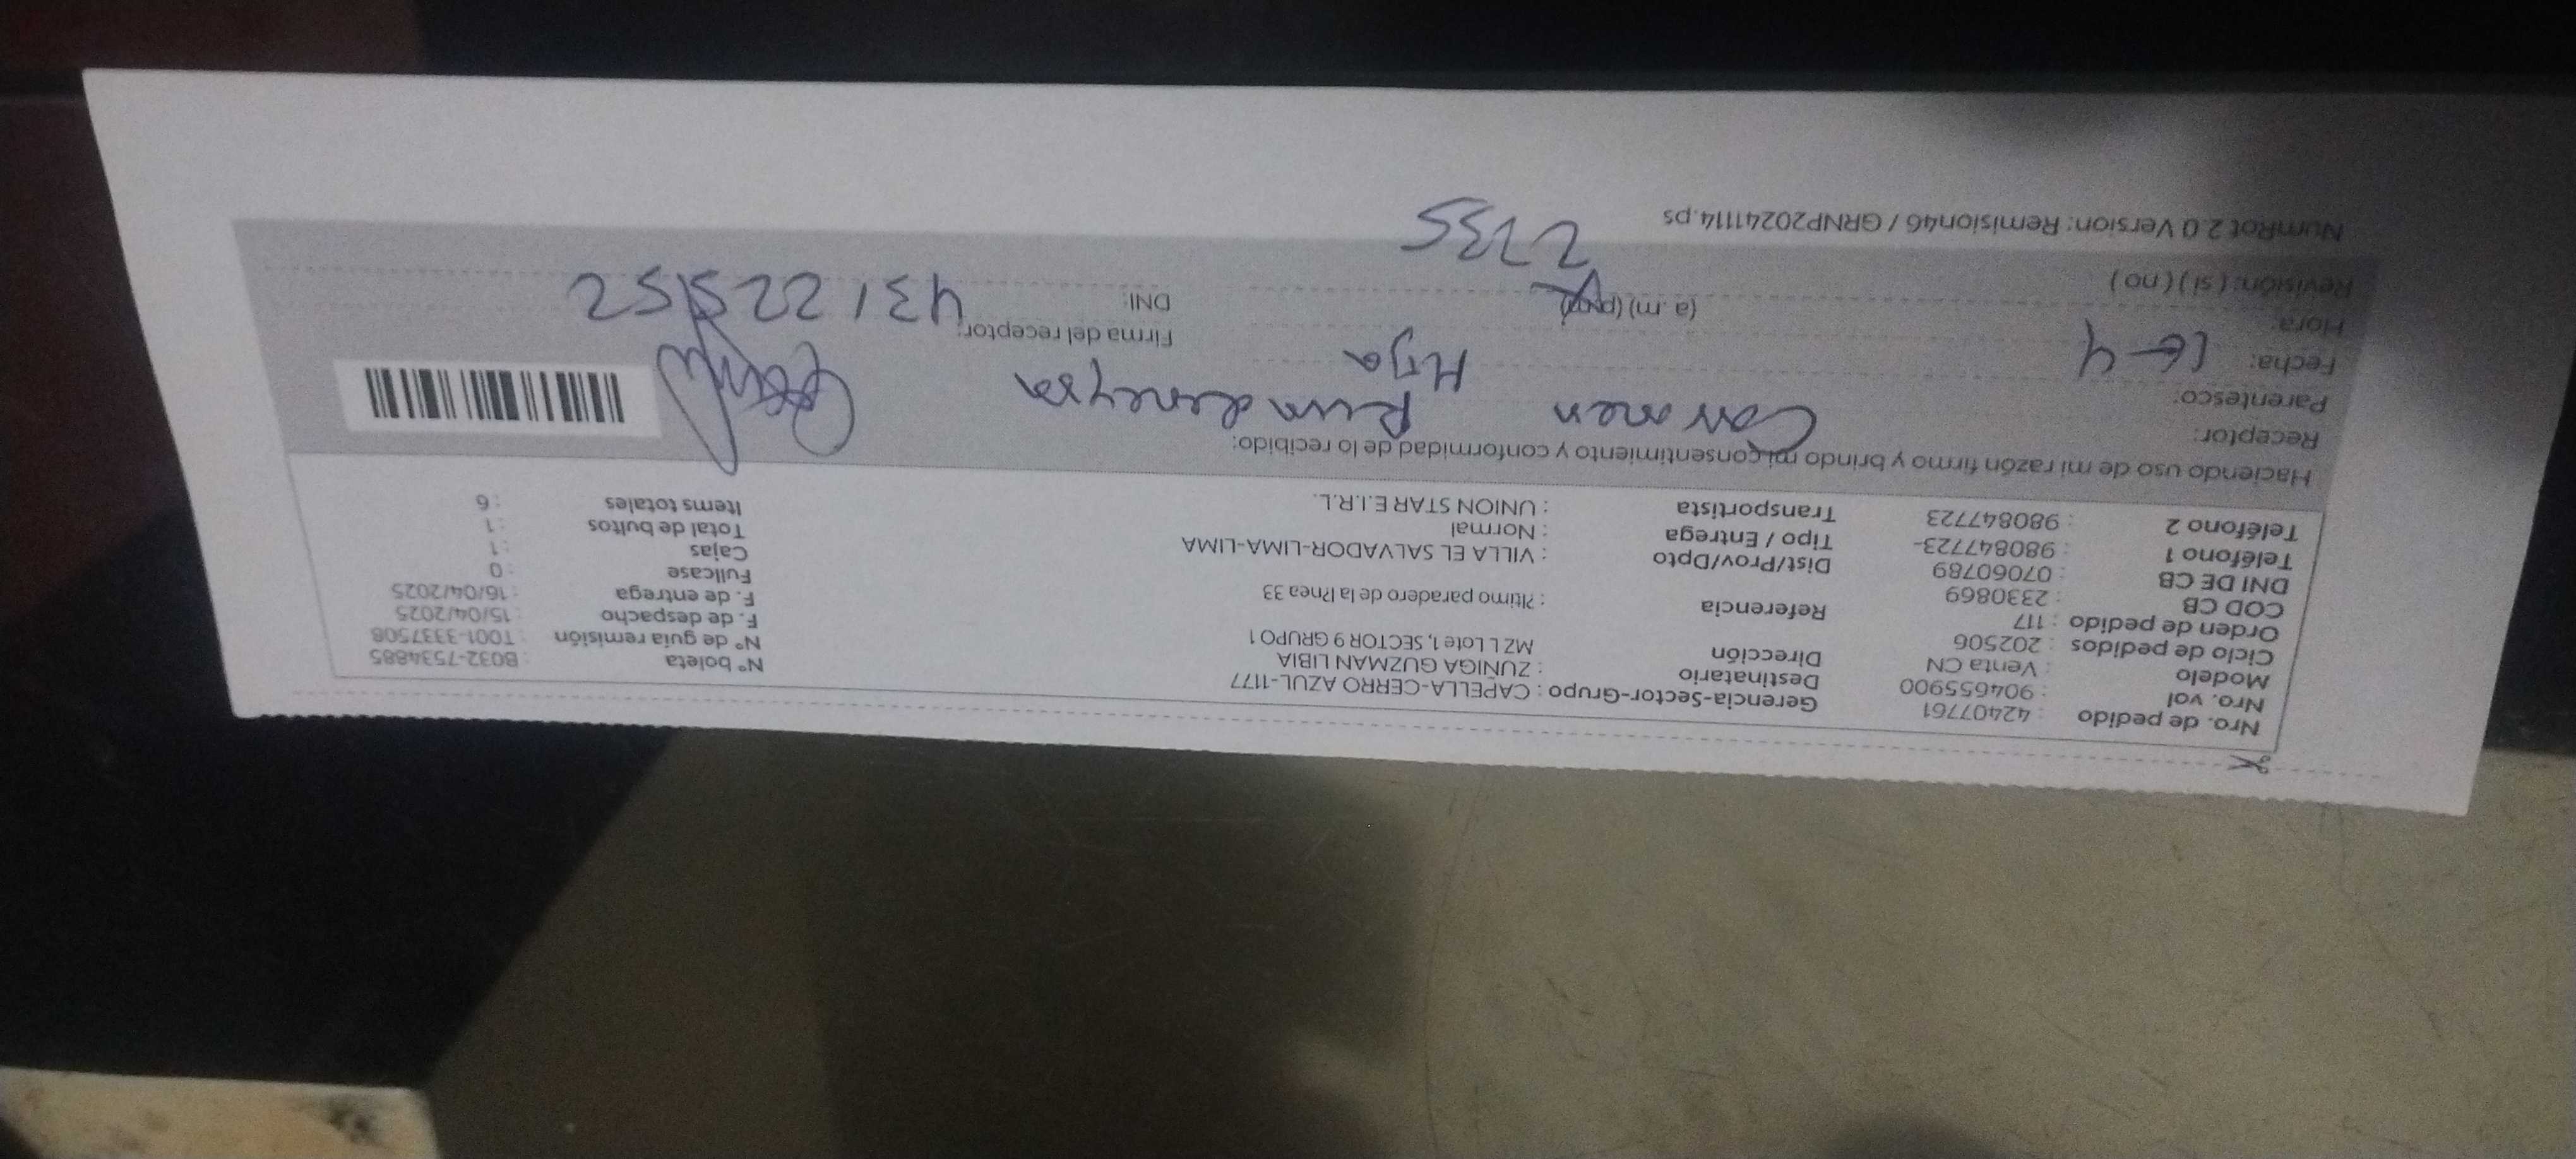 Nro. de pedido : 42407761 Gerencia-Sector-Grupo : CAPELLA-CERRO AZUL-1177 N° boleta : B032-7534885
Nro. vol : 904655900 Destinatario : ZUÑIGA GUZMAN LIBIA N° de guia remisión : T001-3337508
Modelo : Venta CN Dirección MZ L Lote 1, SECTOR 9 GRUPO 1 F. de despacho : 15/04/2025
Ciclo de pedidos : 202506 F. de entrega : 16/04/2025
Orden de pedido : 117 Referencia : ?ltimo paradero de la l?nea 33 Fullcase : 0
COD CB : 2330869 Cajas : 1
DNI DE CB : 07060789 Dist/Prov/Dpto : VILLA EL SALVADOR-LIMA-LIMA Total de bultos : 1
Teléfono 1 : 980847723- Tipo / Entrega : Normal Items totales : 6
Teléfono 2 : 980847723 Transportista : UNION STAR E.I.R.L.
Haciendo uso de mi razón firmo y brindo mi consentimiento y conformidad de lo recibido:
Receptor: Carmen
Parentesco: Hija
Fecha: 16-4 Firma del receptor:
Hora: (a. m) (p.m) DNI: 43122552
Revisión: ( si ) ( no ) 2735
NumRot 2.0 Version: Remision46 / GRNP20241114.ps